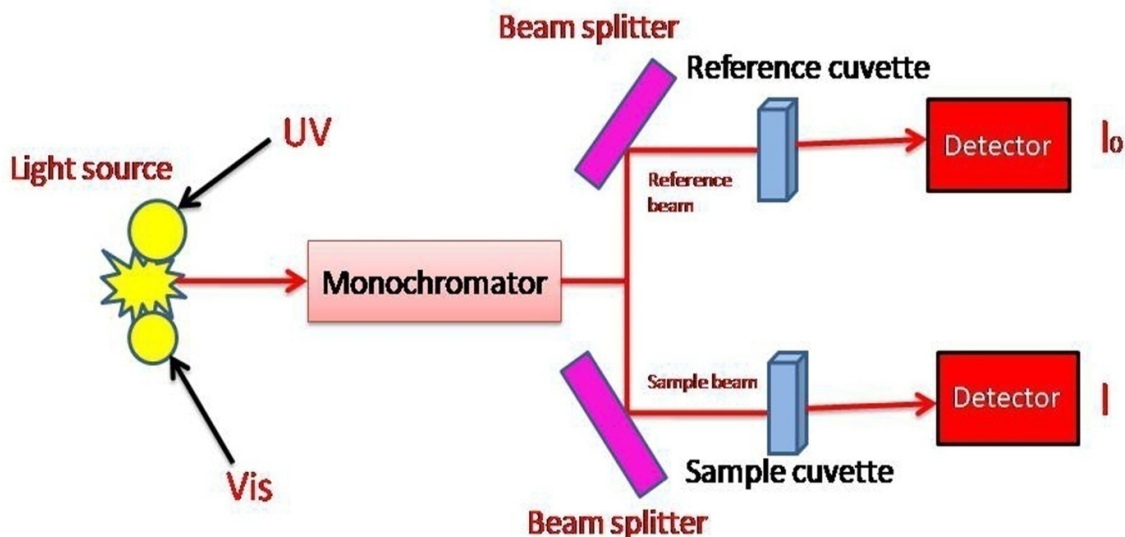 Beam splitter
Reference cuvette
UV
Light source
Detector
I₀
Reference
beam
Monochromator
Sample beam
Detector
I
Sample cuvette
Vis
Beam splitter